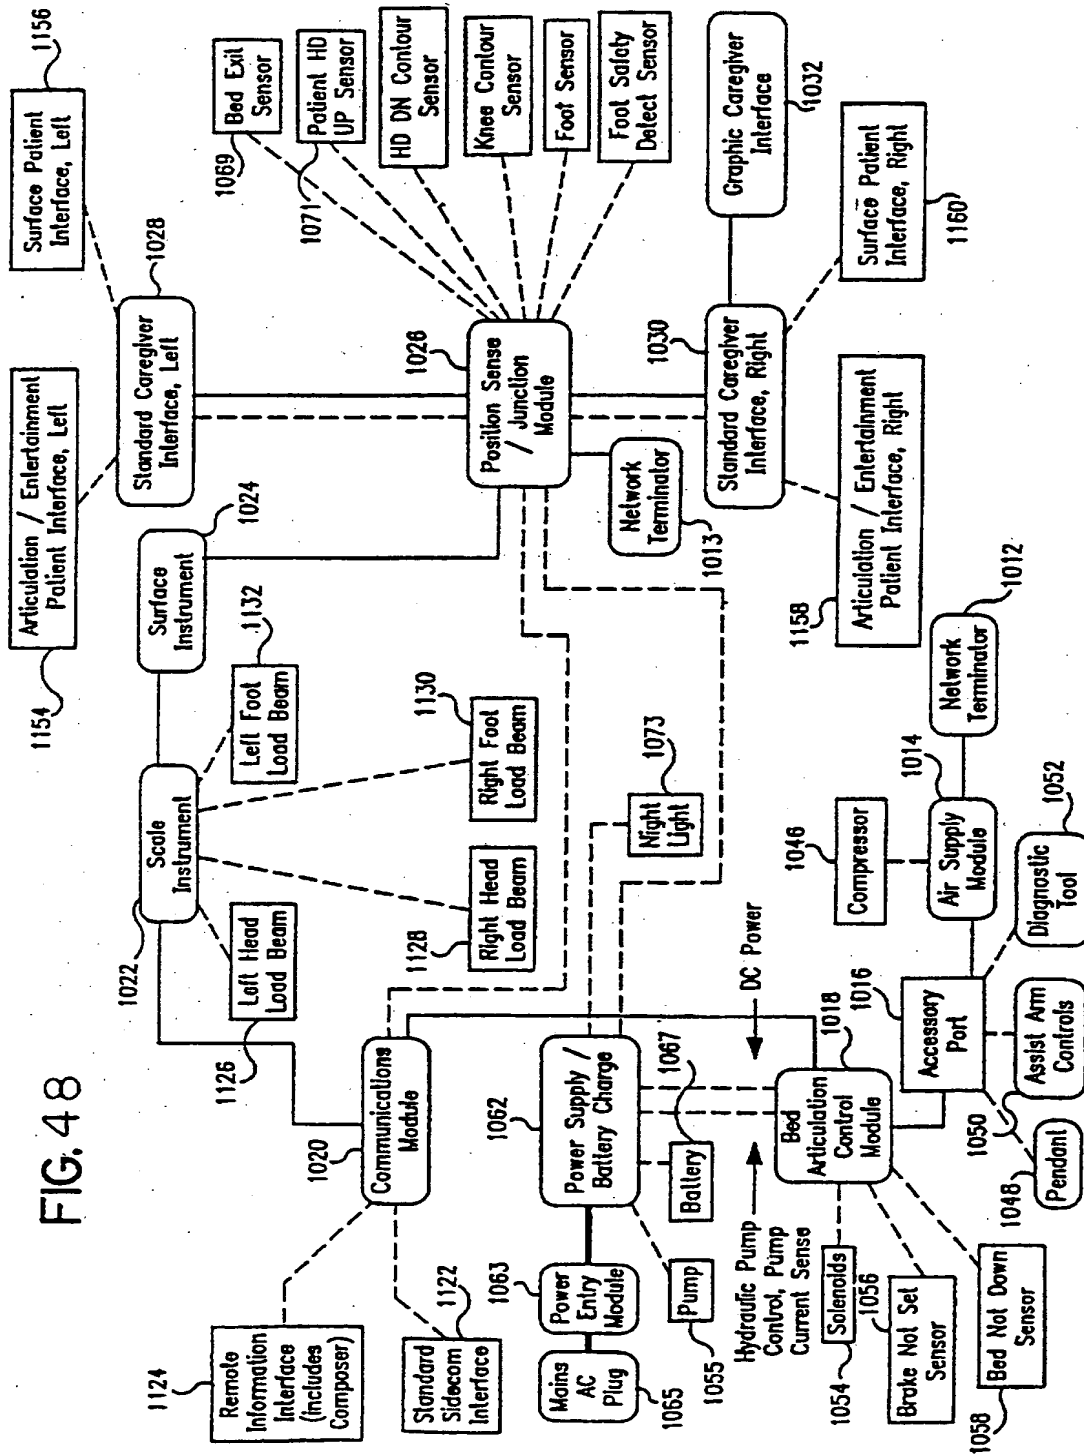 FIG. 48
1124
Remote
Information
Interface
(includes
Composer)
Standard
Sidecom
Interface
1122
1020
Communications
Module
1022
Scale
Instrument
1126
Left Head
Load Beam
1128
Right Head
Load Beam
Right Foot
Load Beam
1130
Left Foot
Load Beam
1132
Surface
Instrument
1024
1154
Articulation / Entertainment
Patient Interface, Left
Surface Patient
Interface, Left
1156
Standard Caregiver
Interface, Left
1028
1069
Bed Exit
Sensor
1071
Patient HD
UP Sensor
HD DN Contour
Sensor
Knee Contour
Sensor
Foot Sensor
Foot Safety
Detect Sensor
1026
Position Sense
/ Junction
Module
Network
Terminator
1013
1030
Standard Caregiver
Interface, Right
Graphic Caregiver
Interface
1032
1158
Articulation / Entertainment
Patient Interface, Right
Surface Patient
Interface, Right
1160
Mains
AC
Plug
1065
1063
Power
Entry
Module
1062
Power Supply /
Battery Charge
Pump
1055
Battery
1067
Night
Light
1073
Hydraulic Pump
Control, Pump
Current Sense
DC Power
Bed
Articulation
Control
Module
1018
Solenoids
1054
1056
Brake Not Set
Sensor
Bed Not Down
Sensor
1058
1016
Accessory
Port
1048
Pendant
1050
Assist Arm
Controls
Diagnostic
Tool
1052
1046
Compressor
1014
Air Supply
Module
Network
Terminator
1012